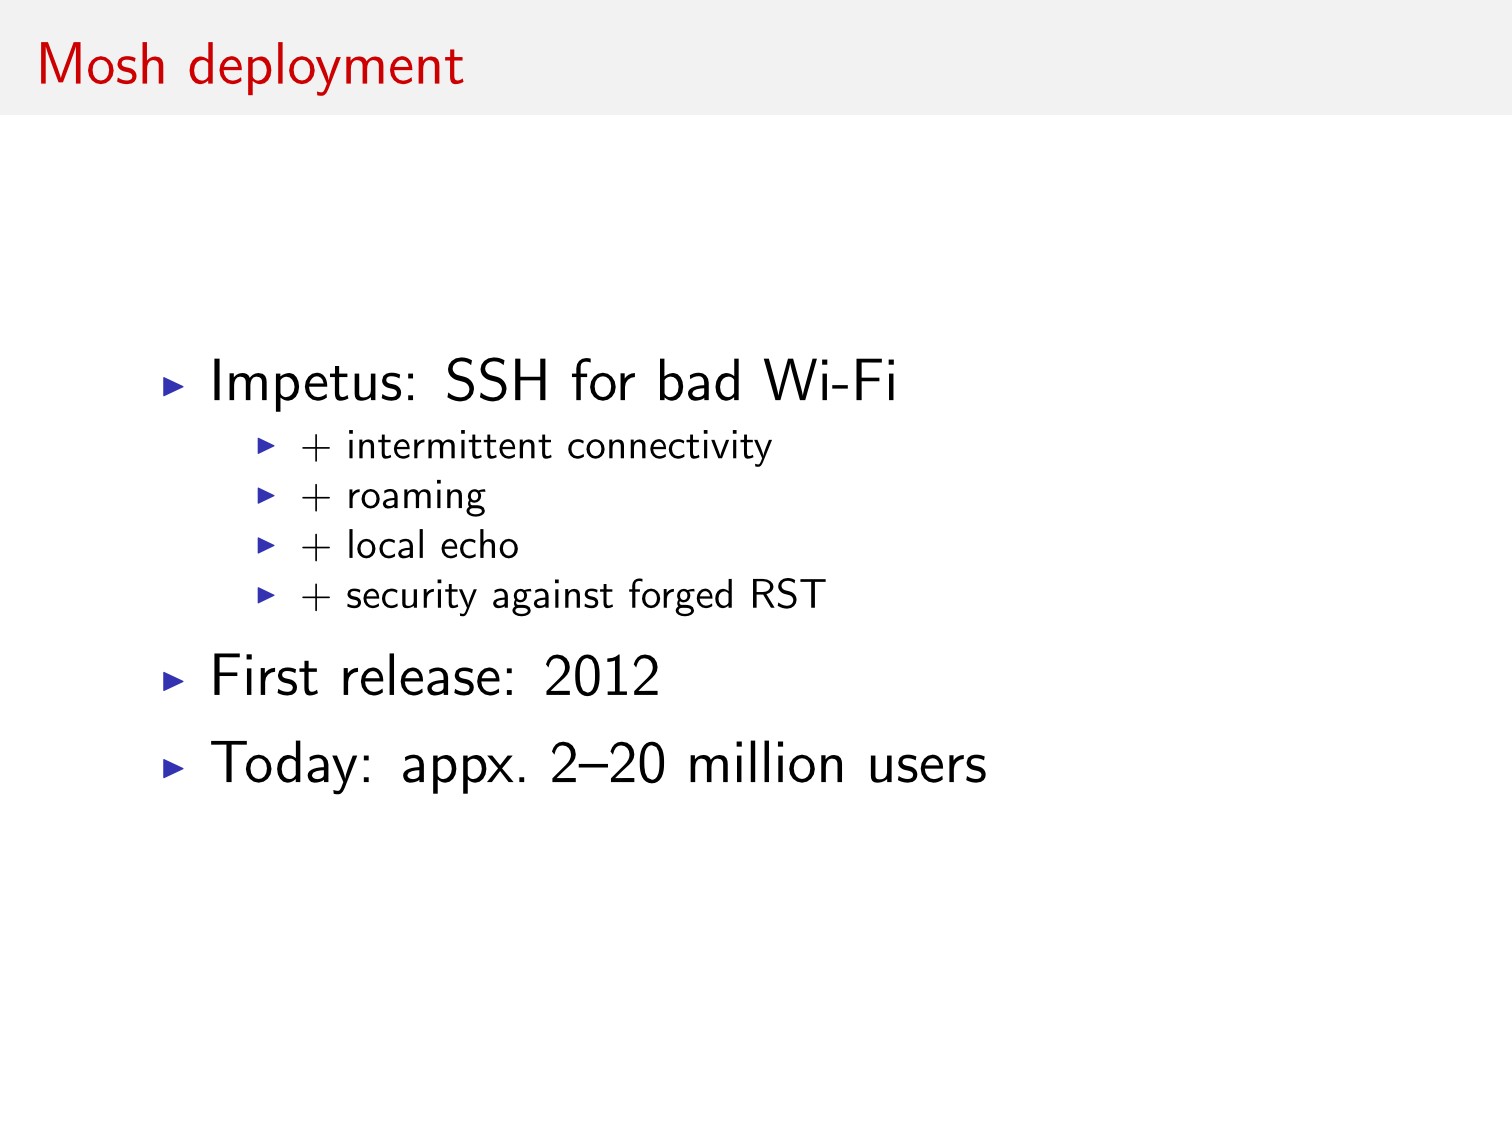 Mosh deployment
▶ Impetus: SSH for bad Wi-Fi
▶ + intermittent connectivity
▶ + roaming
▶ + local echo
▶ + security against forged RST
▶ First release: 2012
▶ Today: appx. 2–20 million users